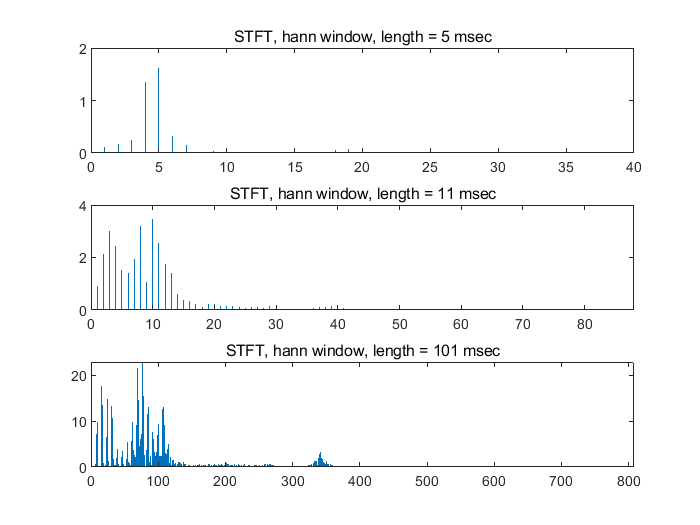 STFT, hann window, length = 5 msec
2
1
0
0 5 10 15 20 25 30 35 40
STFT, hann window, length = 11 msec
4
2
0
0 10 20 30 40 50 60 70 80
STFT, hann window, length = 101 msec
20
10
0
0 100 200 300 400 500 600 700 800